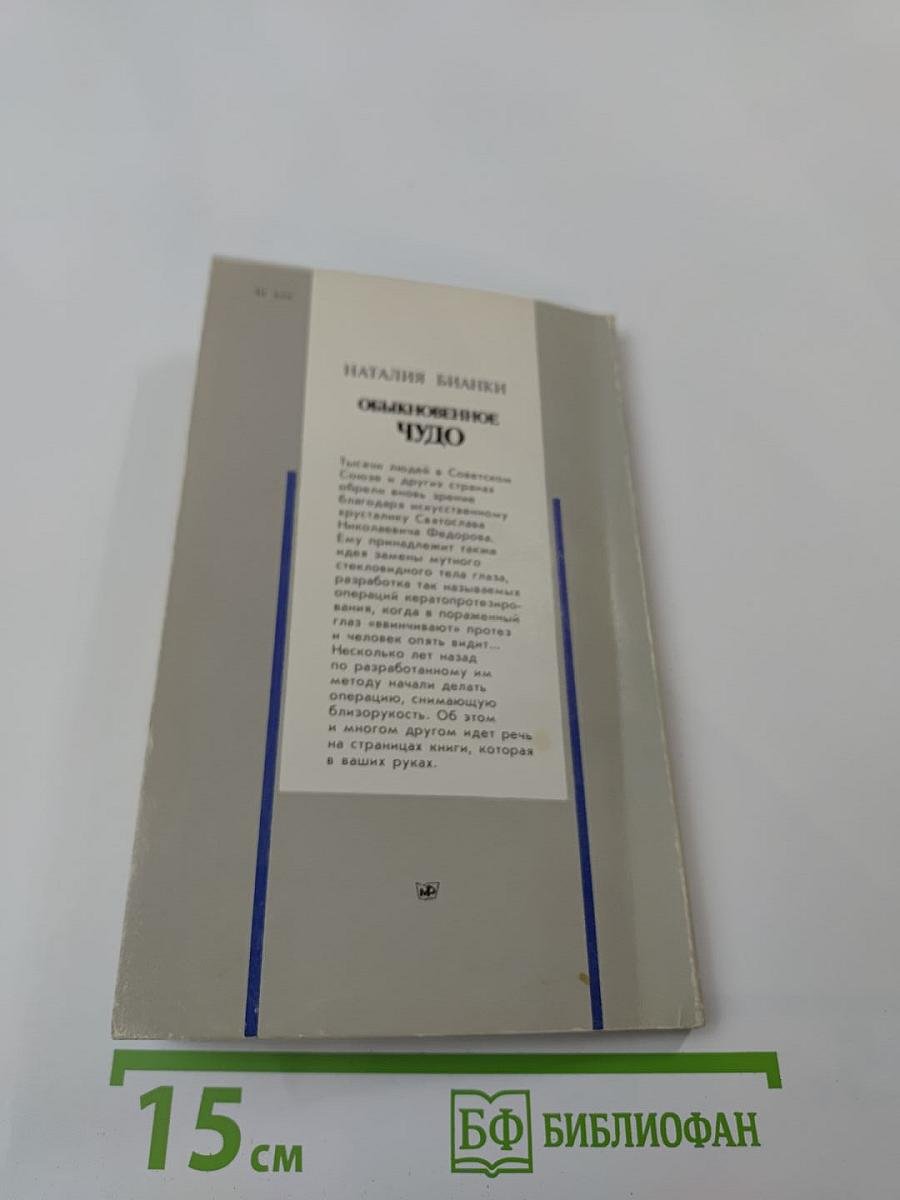 НАТАЛИЯ БИАНКИ
ОБЫКНОВЕННОЕ
ЧУДО
Тысячи людей в Советском
Союзе и других странах
обрели вновь зрение
благодаря искусственному
хрусталику Святослава
Николаевича Федорова.
Ему принадлежит также
идея замены мутного
стекловидного тела глаза,
разработка так называемых
операций кератопротезиро-
вания, когда в пораженный
глаз «ввинчивают» протез
и человек опять видит...
Несколько лет назад
по разработанному им
методу начали делать
операцию, снимающую
близорукость. Об этом
и многом другом идет речь
на страницах книги, которая
в ваших руках.
15 см
БФ БИБЛИОФАН